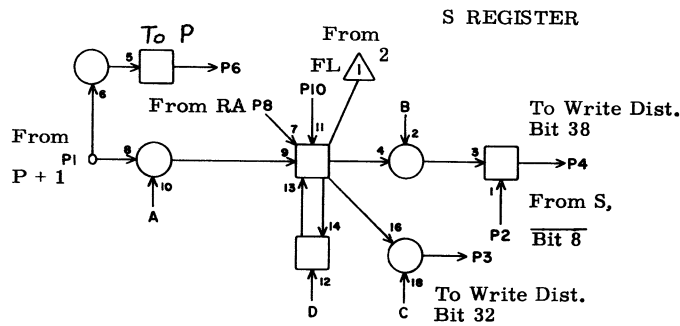 S REGISTER
To P
From
FL 1 2
5
P6
6
P10
From RA P8
B
To Write Dist.
Bit 38
From
P1
P + 1
8
10
A
7
11
9
13
4
2
3
P4
1
P2
From S,
Bit 8
14
12
D
16
18
P3
C
To Write Dist.
Bit 32